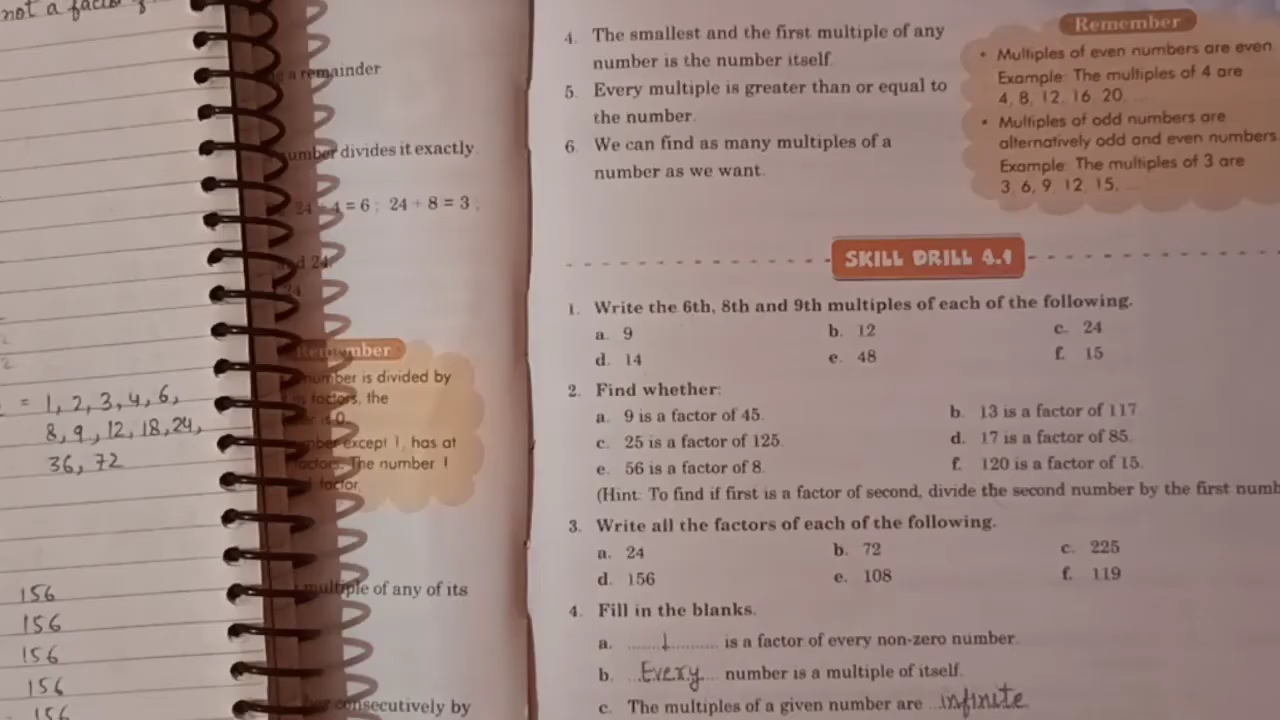 not a factor
a remainder
number divides it exactly.
24 ÷ 4 = 6 ; 24 ÷ 8 = 3 ;
24.
24
Remember
number is divided by
factors, the
is 0.
except 1, has at
factors. The number 1
factor.
= 1, 2, 3, 4, 6,
8, 9, 12, 18, 24,
36, 72
156
156
156
156
156
multiple of any of its
consecutively by
4. The smallest and the first multiple of any
number is the number itself.
5. Every multiple is greater than or equal to
the number.
6. We can find as many multiples of a
number as we want.
Remember
• Multiples of even numbers are even
Example: The multiples of 4 are
4, 8, 12, 16, 20, ...
• Multiples of odd numbers are
alternatively odd and even numbers
Example: The multiples of 3 are
3, 6, 9, 12, 15, ...
SKILL DRILL 4.1
1. Write the 6th, 8th and 9th multiples of each of the following.
a. 9 b. 12 c. 24
d. 14 e. 48 f. 15
2. Find whether:
a. 9 is a factor of 45. b. 13 is a factor of 117.
c. 25 is a factor of 125. d. 17 is a factor of 85.
e. 56 is a factor of 8. f. 120 is a factor of 15.
(Hint: To find if first is a factor of second, divide the second number by the first numb
3. Write all the factors of each of the following.
a. 24 b. 72 c. 225
d. 156 e. 108 f. 119
4. Fill in the blanks.
a. ....1.... is a factor of every non-zero number.
b. ..Every.. number is a multiple of itself.
c. The multiples of a given number are ..infinite